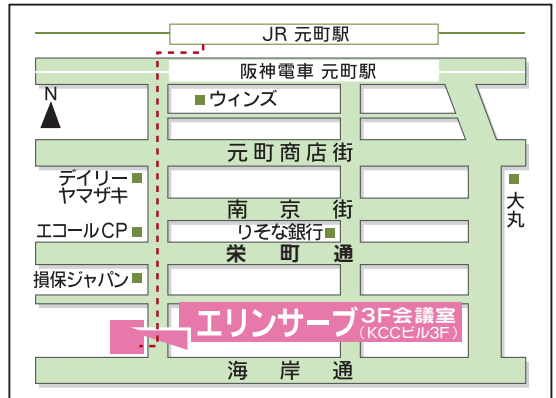 JR 元町駅
阪神電車 元町駅
N
ウィンズ
元町商店街
デイリー
ヤマザキ
大丸
南京街
エコールCP
りそな銀行
栄町通
損保ジャパン
エリンサーブ 3F会議室
(KCCビル3F)
海岸通